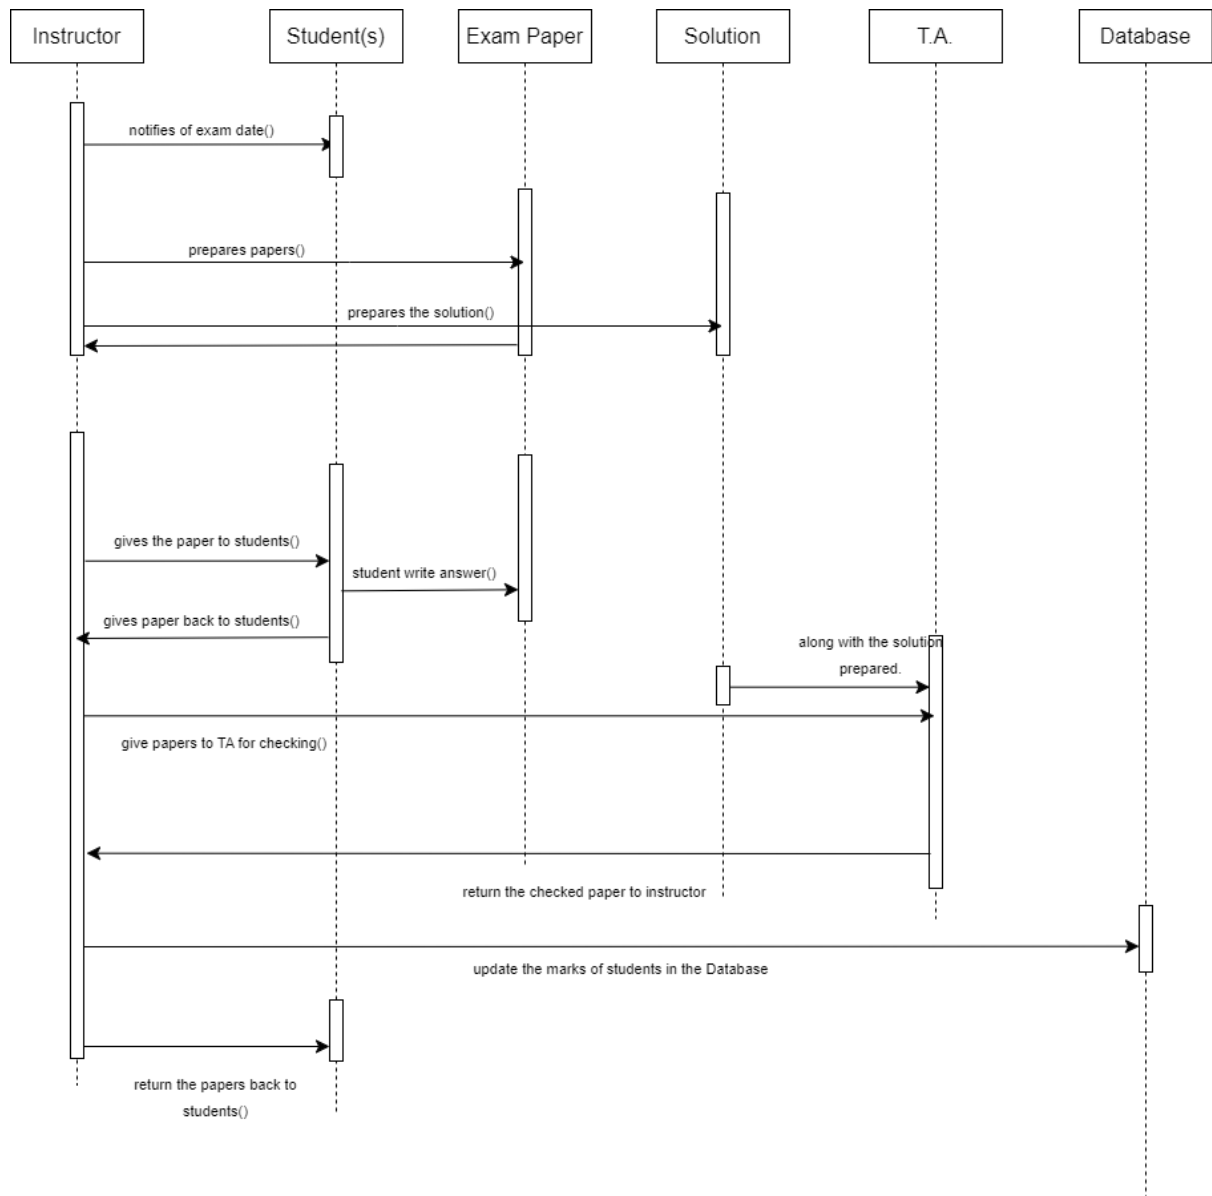 Instructor
Student(s)
Exam Paper
Solution
T.A.
Database
notifies of exam date()
prepares papers()
prepares the solution()
gives the paper to students()
student write answer()
gives paper back to students()
along with the solution
prepared.
give papers to TA for checking()
return the checked paper to instructor
update the marks of students in the Database
return the papers back to
students()